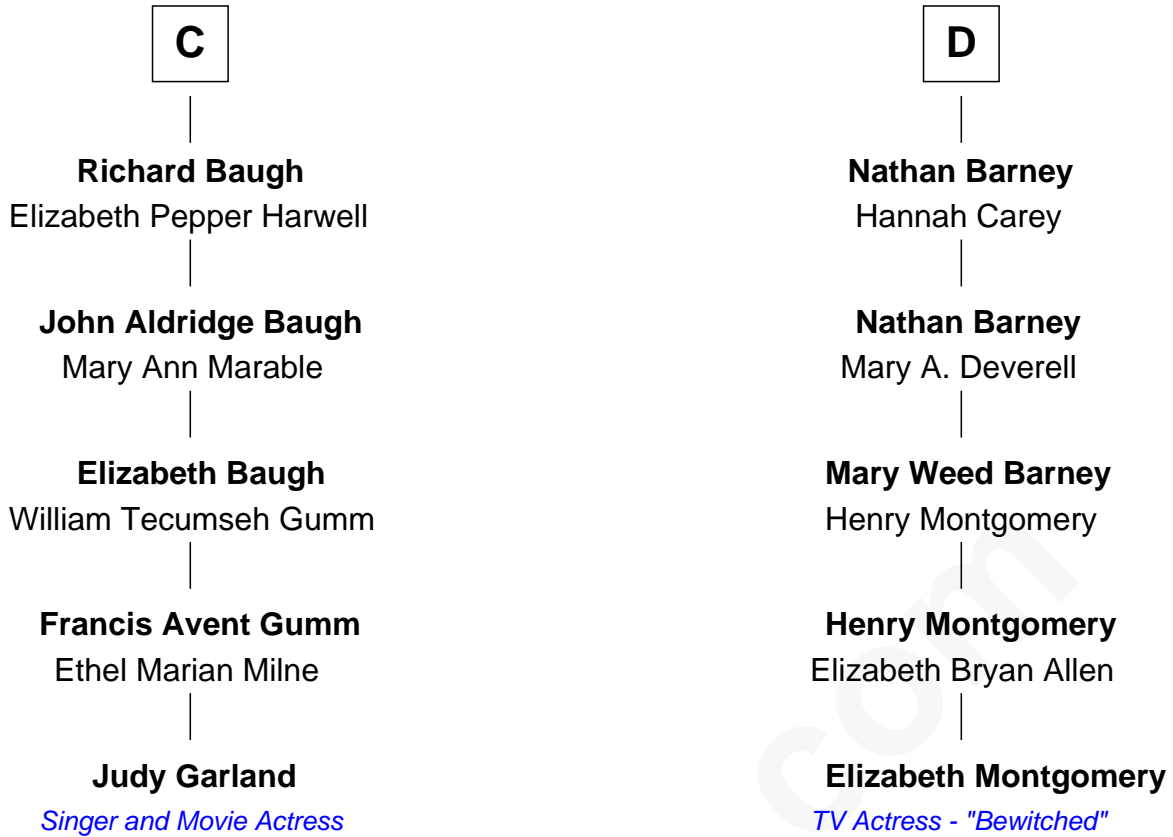 C
Richard Baugh
Elizabeth Pepper Harwell
John Aldridge Baugh
Mary Ann Marable
Elizabeth Baugh
William Tecumseh Gumm
Francis Avent Gumm
Ethel Marian Milne
Judy Garland
Singer and Movie Actress
D
Nathan Barney
Hannah Carey
Nathan Barney
Mary A. Deverell
Mary Weed Barney
Henry Montgomery
Henry Montgomery
Elizabeth Bryan Allen
Elizabeth Montgomery
TV Actress - "Bewitched"
com